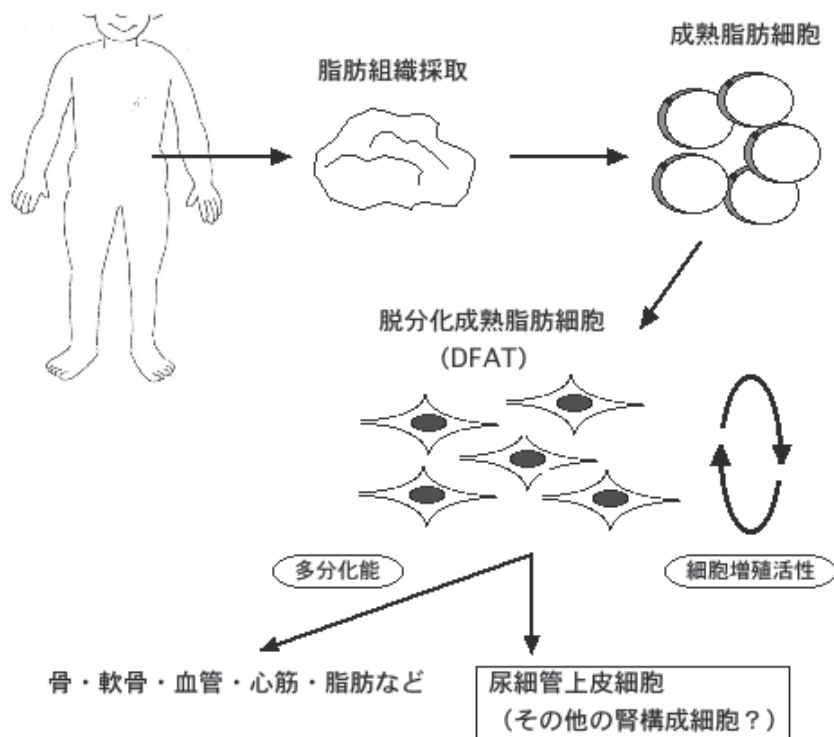 脂肪組織採取
成熟脂肪細胞
脱分化成熟脂肪細胞
（DFAT）
多分化能
細胞増殖活性
骨・軟骨・血管・心筋・脂肪など
尿細管上皮細胞
（その他の腎構成細胞？）